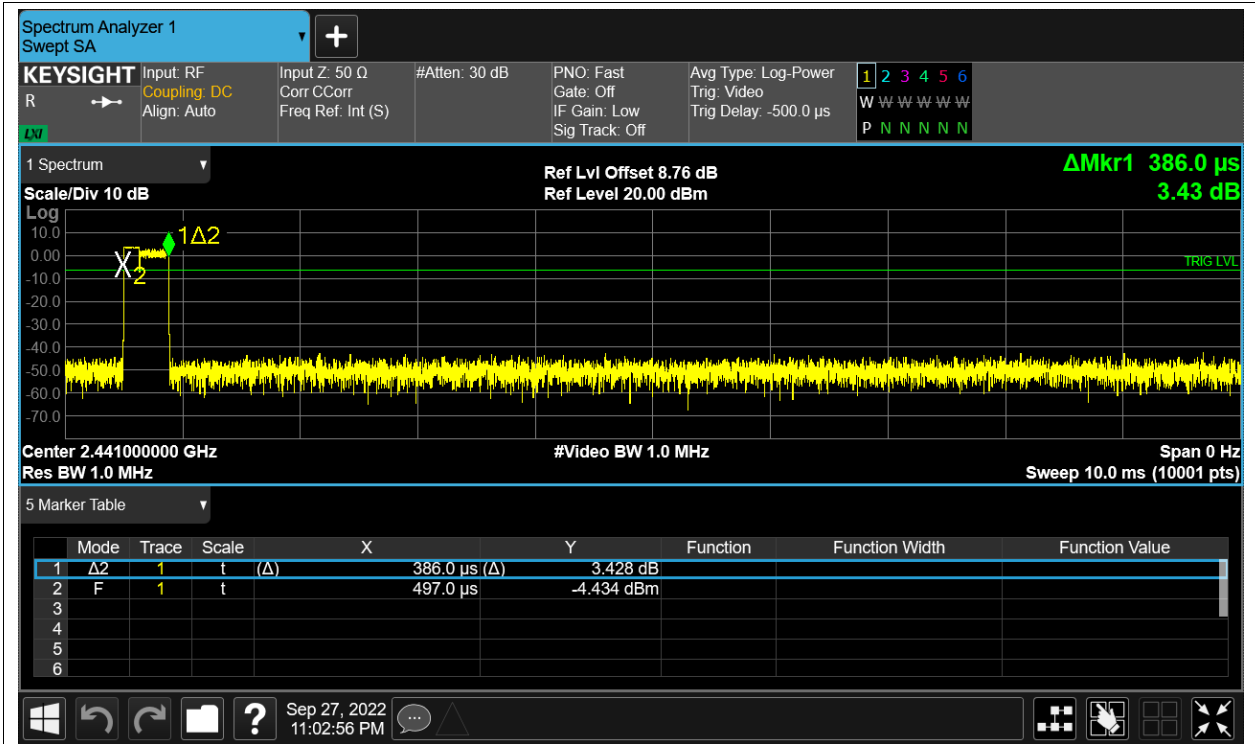 Spectrum Analyzer 1
Swept SA
+
KEYSIGHT
R
LXI
Input: RF
Coupling: DC
Align: Auto
Input Z: 50 Ω
Corr CCorr
Freq Ref: Int (S)
#Atten: 30 dB
PNO: Fast
Gate: Off
IF Gain: Low
Sig Track: Off
Avg Type: Log-Power
Trig: Video
Trig Delay: -500.0 µs
1 2 3 4 5 6
W W W W W W
P N N N N N
1 Spectrum
Scale/Div 10 dB
Ref Lvl Offset 8.76 dB
Ref Level 20.00 dBm
ΔMkr1 386.0 µs
3.43 dB
Log
10.0
0.00
-10.0
-20.0
-30.0
-40.0
-50.0
-60.0
-70.0
1Δ2
X
2
TRIG LVL
Center 2.441000000 GHz
#Video BW 1.0 MHz
Span 0 Hz
Res BW 1.0 MHz
Sweep 10.0 ms (10001 pts)
5 Marker Table
Mode Trace Scale X Y Function Function Width Function Value
1 Δ2 1 t (Δ) 386.0 µs (Δ) 3.428 dB
2 F 1 t 497.0 µs -4.434 dBm
3
4
5
6
?
Sep 27, 2022
11:02:56 PM